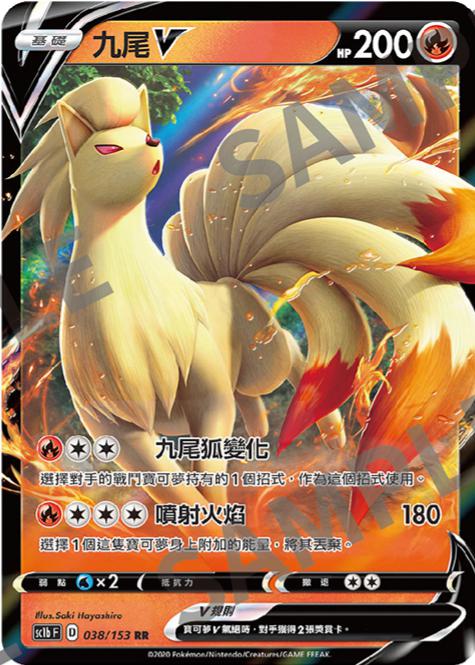 基礎
九尾V
HP200
九尾狐變化
選擇對手的戰鬥寶可夢持有的1個招式,作為這個招式使用。
噴射火焰 180
選擇1個這隻寶可夢身上附加的能量,將其丟棄。
弱點 ×2 抵抗力 撤退
Illus.Saki Hayashiro
V規則
sc1b F D 038/153 RR
寶可夢V氣絕時,對手獲得2張獎賞卡。
©2020 Pokémon/Nintendo/Creatures/GAME FREAK.
SAMPLE
SAMPLE